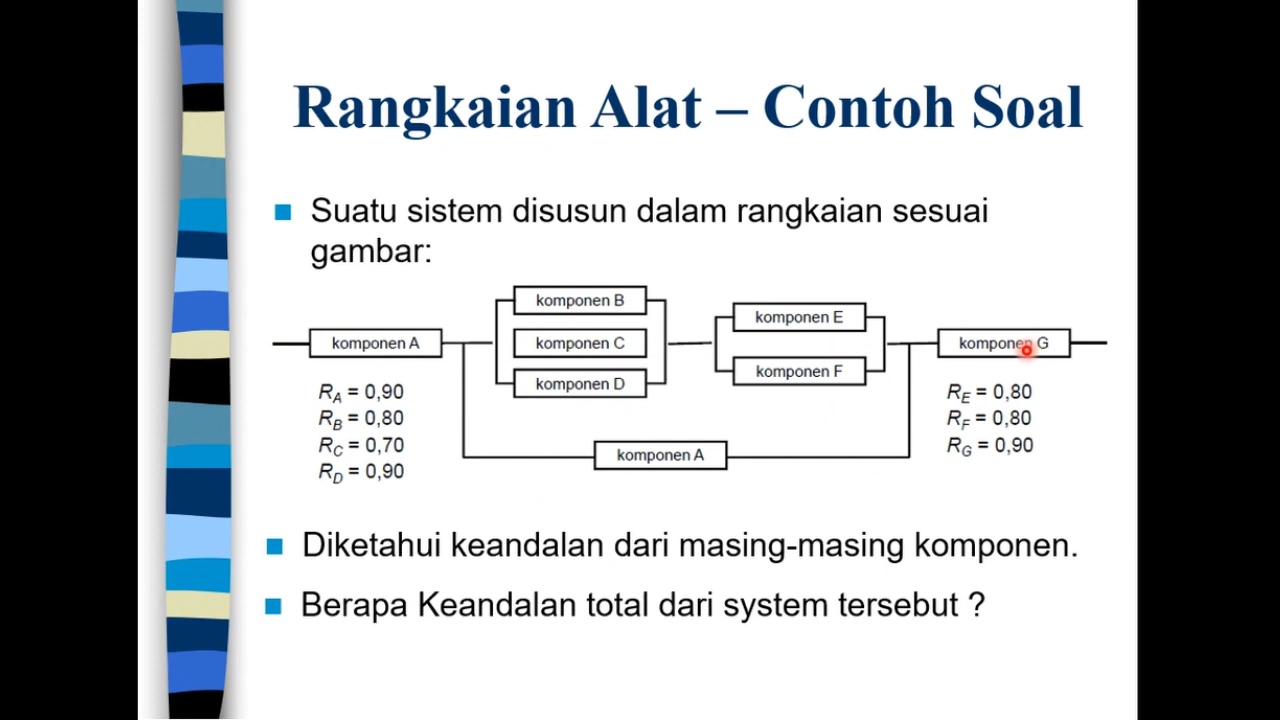 Rangkaian Alat – Contoh Soal
Suatu sistem disusun dalam rangkaian sesuai
gambar:
komponen B
komponen E
komponen A
komponen C
komponen G
komponen F
komponen D
R_A = 0,90
R_B = 0,80
R_C = 0,70
R_D = 0,90
R_E = 0,80
R_F = 0,80
R_G = 0,90
komponen A
Diketahui keandalan dari masing-masing komponen.
Berapa Keandalan total dari system tersebut ?